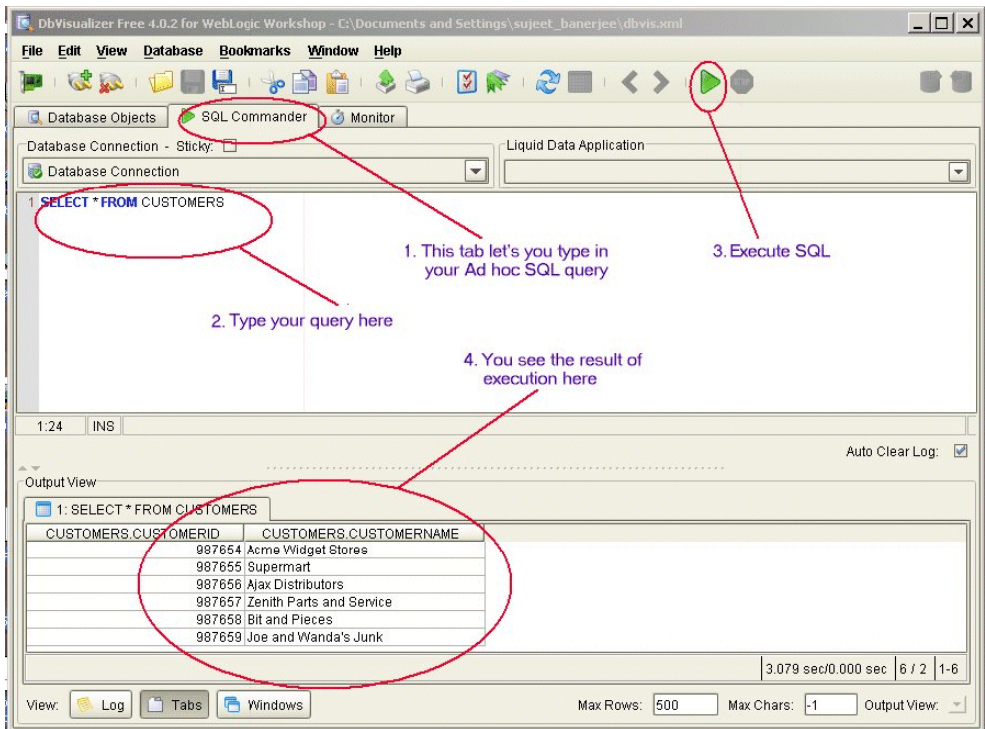 DbVisualizer Free 4.0.2 for WebLogic Workshop - C:\Documents and Settings\sujeet_banerjee\dbvis.xml
File Edit View Database Bookmarks Window Help
STOP
Database Objects SQL Commander Monitor
Database Connection - Sticky: Liquid Data Application
Database Connection
1 SELECT * FROM CUSTOMERS
1. This tab let's you type in
your Ad hoc SQL query
3. Execute SQL
2. Type your query here
4. You see the result of
execution here
1:24 INS
Auto Clear Log:
Output View
1: SELECT * FROM CUSTOMERS
CUSTOMERS.CUSTOMERID CUSTOMERS.CUSTOMERNAME
987654 Acme Widget Stores
987655 Supermart
987656 Ajax Distributors
987657 Zenith Parts and Service
987658 Bit and Pieces
987659 Joe and Wanda's Junk
3.079 sec/0.000 sec 6 / 2 1-6
View: Log Tabs Windows Max Rows: 500 Max Chars: -1 Output View: